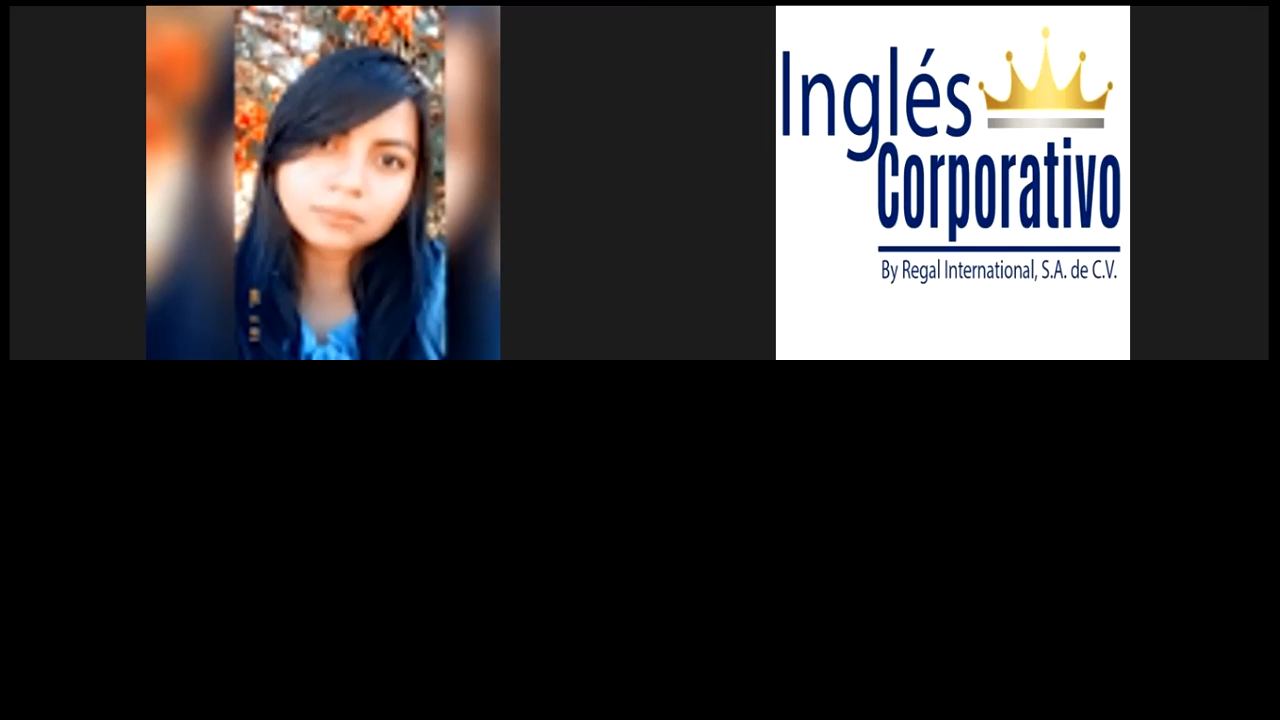 Inglés
Corporativo
By Regal International, S.A. de C.V.